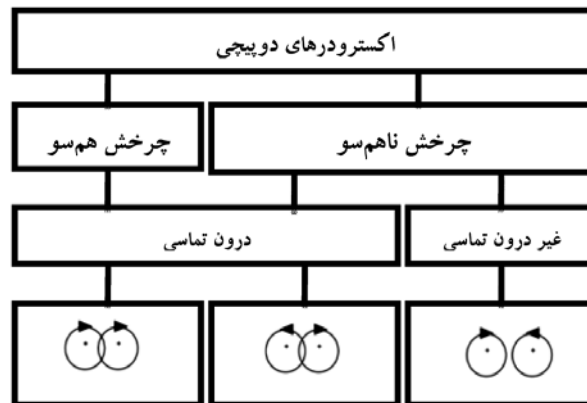 اکسترودرهای دوپیچی
چرخش ناهم‌سو
چرخش هم‌سو
غیر درون تماسی
درون تماسی